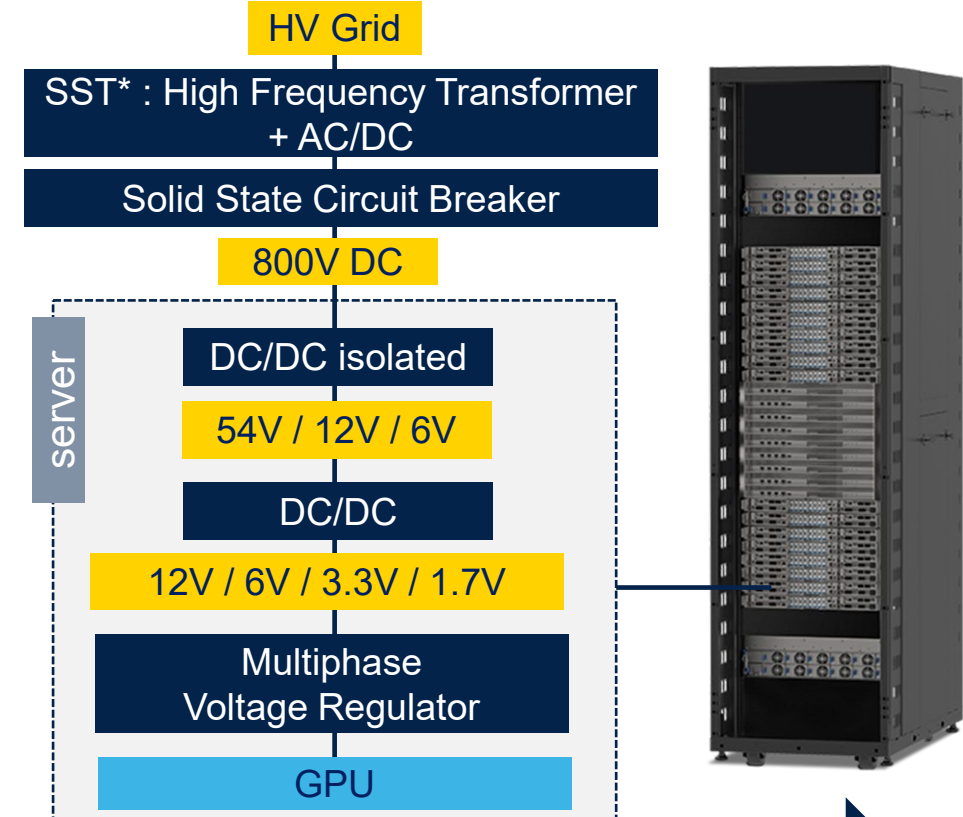 HV Grid
SST* : High Frequency Transformer
+ AC/DC
Solid State Circuit Breaker
800V DC
server
DC/DC isolated
54V / 12V / 6V
DC/DC
12V / 6V / 3.3V / 1.7V
Multiphase
Voltage Regulator
GPU